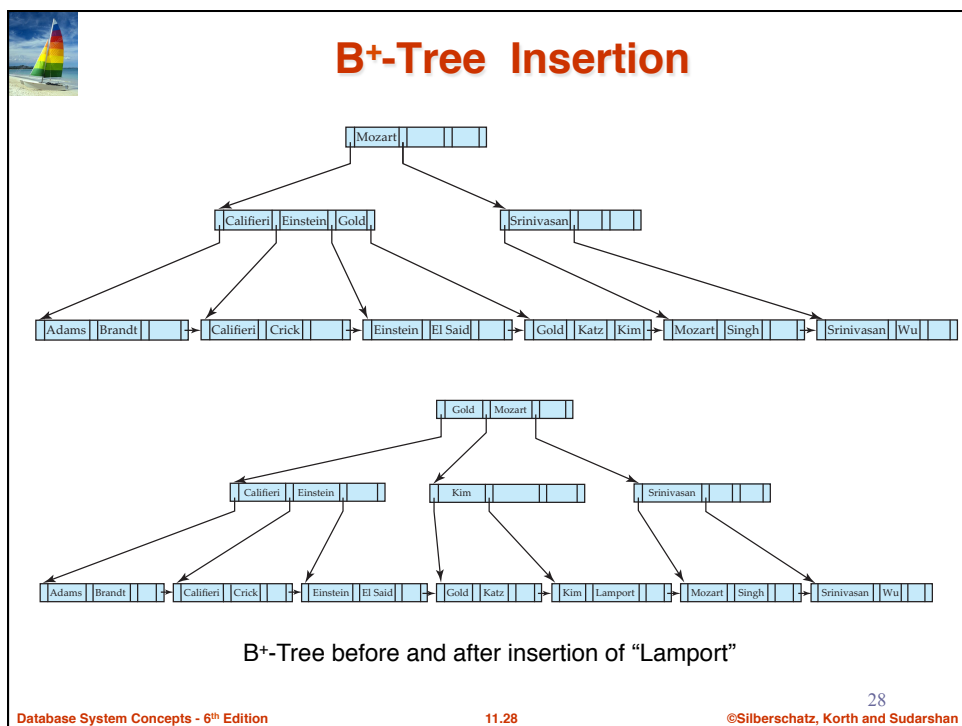 B+-Tree Insertion
Mozart
Califieri Einstein Gold
Srinivasan
Adams Brandt
Califieri Crick
Einstein El Said
Gold Katz Kim
Mozart Singh
Srinivasan Wu
Gold Mozart
Califieri Einstein
Kim
Srinivasan
Adams Brandt
Califieri Crick
Einstein El Said
Gold Katz
Kim Lamport
Mozart Singh
Srinivasan Wu
B+-Tree before and after insertion of “Lamport”
28
Database System Concepts - 6th Edition
11.28
©Silberschatz, Korth and Sudarshan